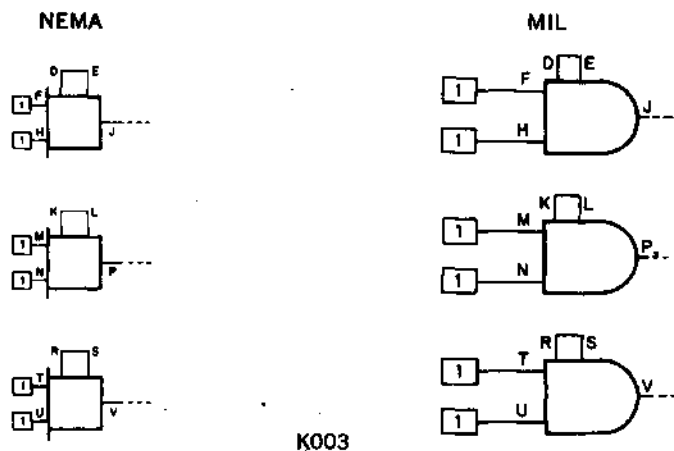 NEMA MIL
D E D E
1 F 1 F
J J
1 H 1 H
K L K L
1 M 1 M
P P
1 N 1 N
R S R S
1 T 1 T
V V
1 U 1 U
K003